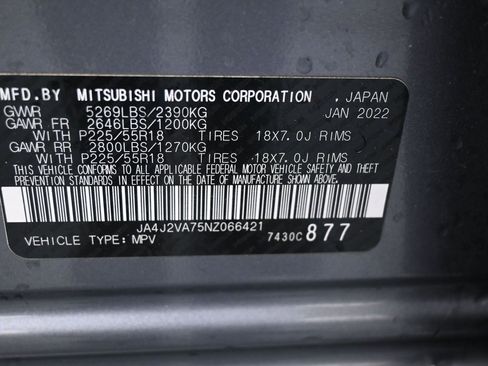 MFD.BY MITSUBISHI MOTORS CORPORATION , JAPAN
GVWR 5269LBS/2390KG JAN 2022
GAWR FR 2646LBS/1200KG
WITH P225/55R18 TIRES 18X7.0J RIMS
GAWR RR 2800LBS/1270KG
WITH P225/55R18 TIRES 18X7.0J RIMS
THIS VEHICLE CONFORMS TO ALL APPLICABLE FEDERAL MOTOR VEHICLE SAFETY, BUMPER, AND THEFT
PREVENTION STANDARDS IN EFFECT ON THE DATE OF MANUFACTURE SHOWN ABOVE.
JA4J2VA75NZ066421
VEHICLE TYPE:MPV 7430C 877